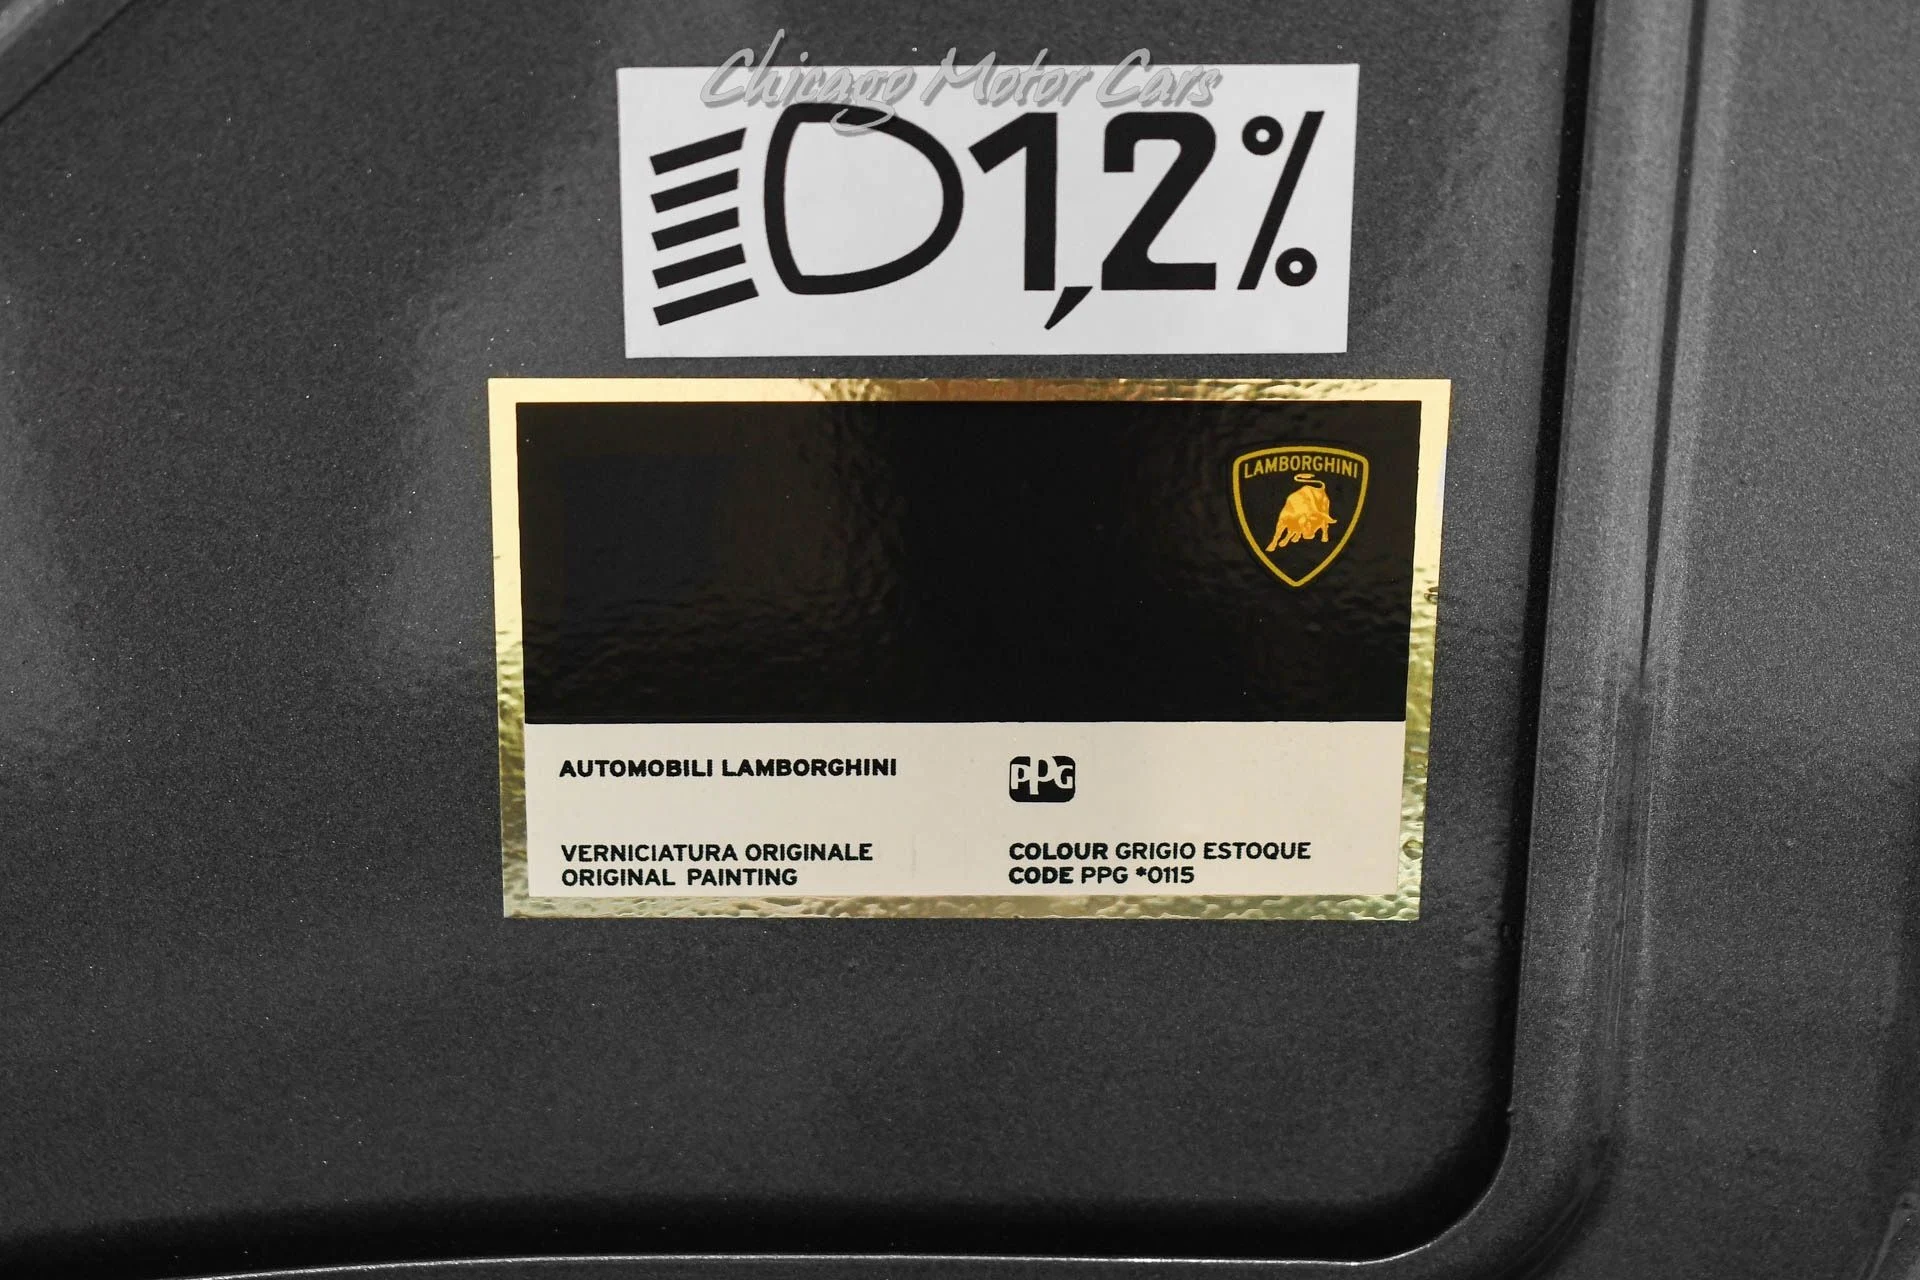 Chicago Motor Cars
1,2%
LAMBORGHINI
AUTOMOBILI LAMBORGHINI
PPG
VERNICIATURA ORIGINALE
ORIGINAL PAINTING
COLOUR GRIGIO ESTOQUE
CODE PPG *0115